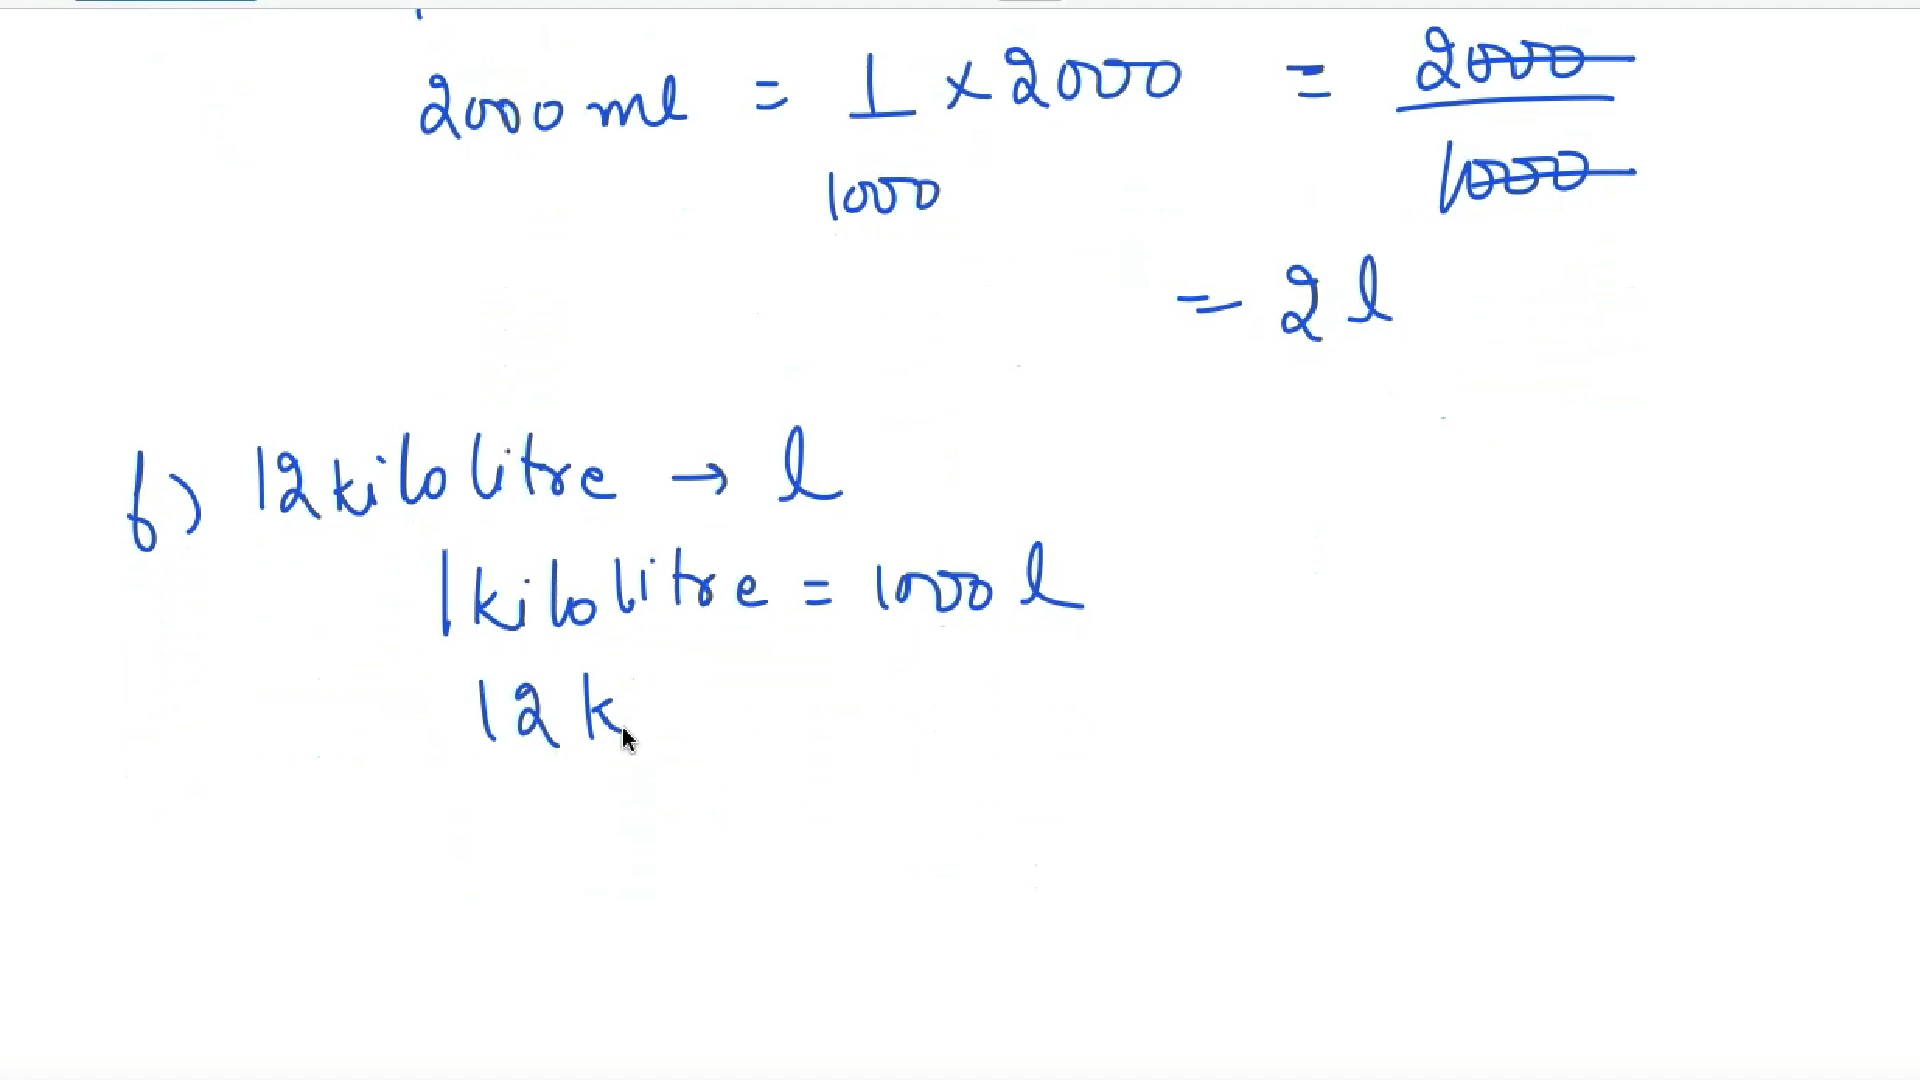 2000 ml = 1/1000 × 2000 = 2000/1000
= 2 l
f) 12 kilolitre → l
1 kilolitre = 1000 l
12 k